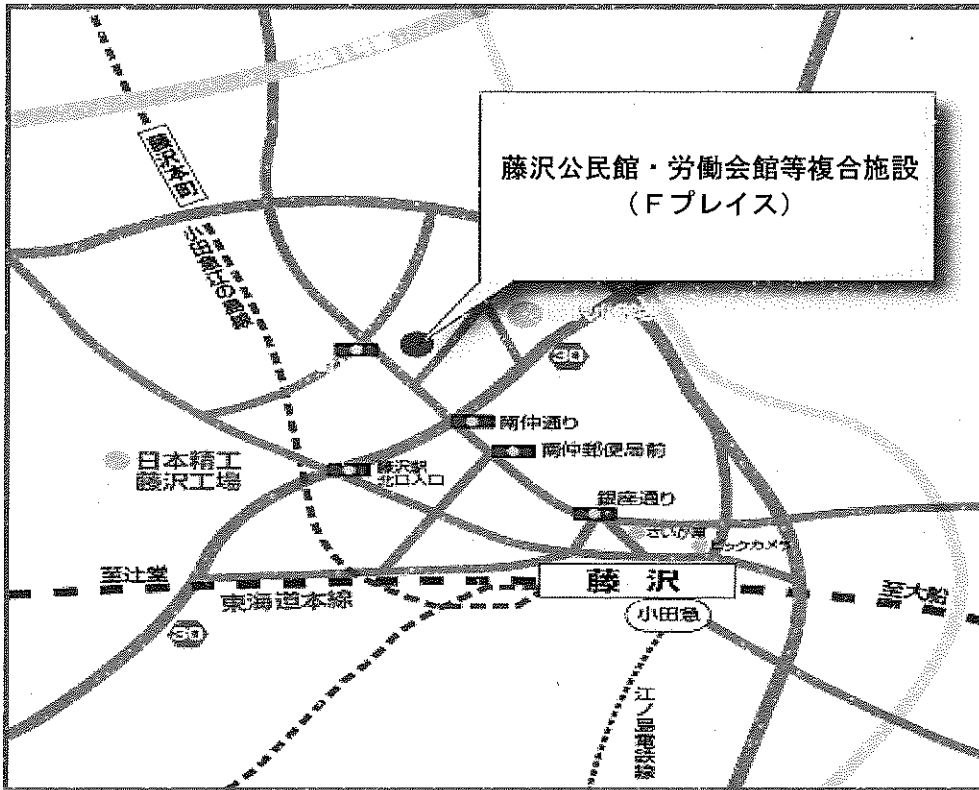 藤沢公民館・労働会館等複合施設
（Ｆプレイス）
藤沢本町
小田急江の島線
30
南仲通り
南仲郵便局前
日本精工
藤沢工場
藤沢駅
北口入口
銀座通り
さいか屋
ビックカメラ
至辻堂
東海道本線
藤沢
至大船
小田急
30
江ノ島電鉄線